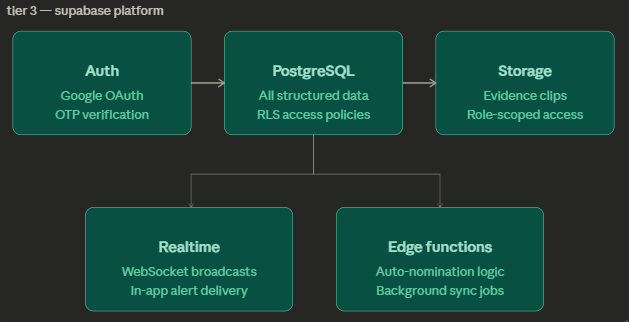 tier 3 — supabase platform
Auth
Google OAuth
OTP verification
PostgreSQL
All structured data
RLS access policies
Storage
Evidence clips
Role-scoped access
Realtime
WebSocket broadcasts
In-app alert delivery
Edge functions
Auto-nomination logic
Background sync jobs